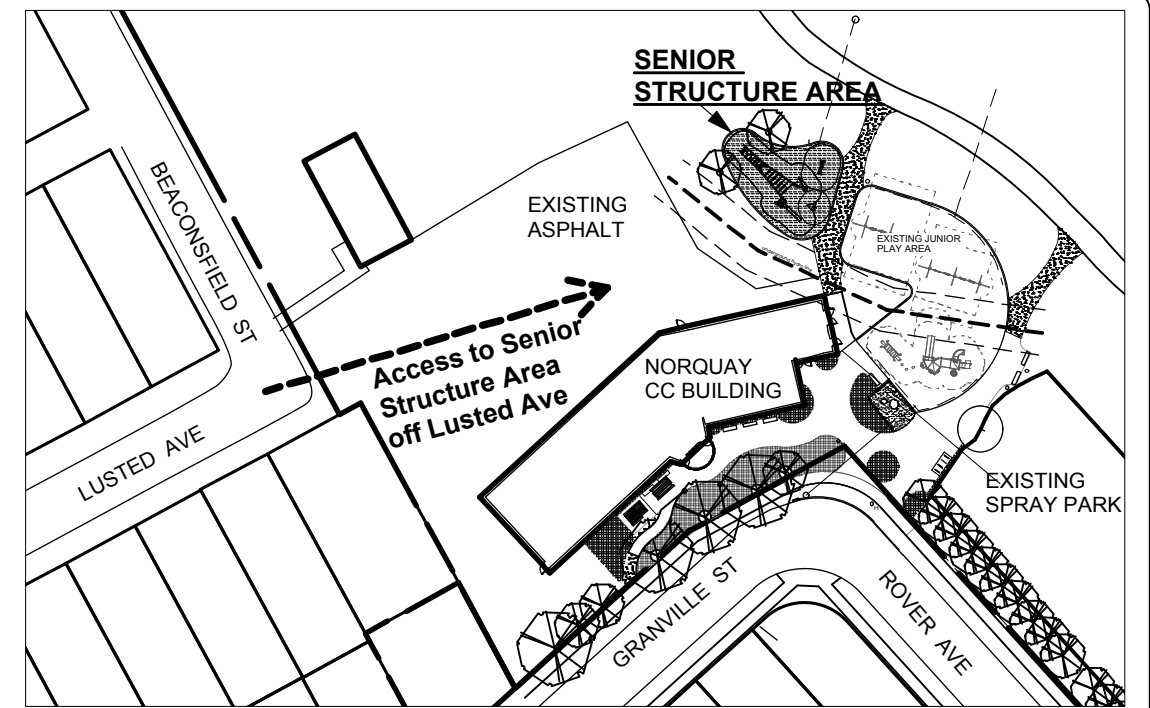 SENIOR
STRUCTURE AREA
BEACONSFIELD ST
EXISTING
ASPHALT
EXISTING JUNIOR
PLAY AREA
Access to Senior
Structure Area
off Lusted Ave
NORQUAY
CC BUILDING
LUSTED AVE
EXISTING
SPRAY PARK
GRANVILLE ST
ROVER AVE